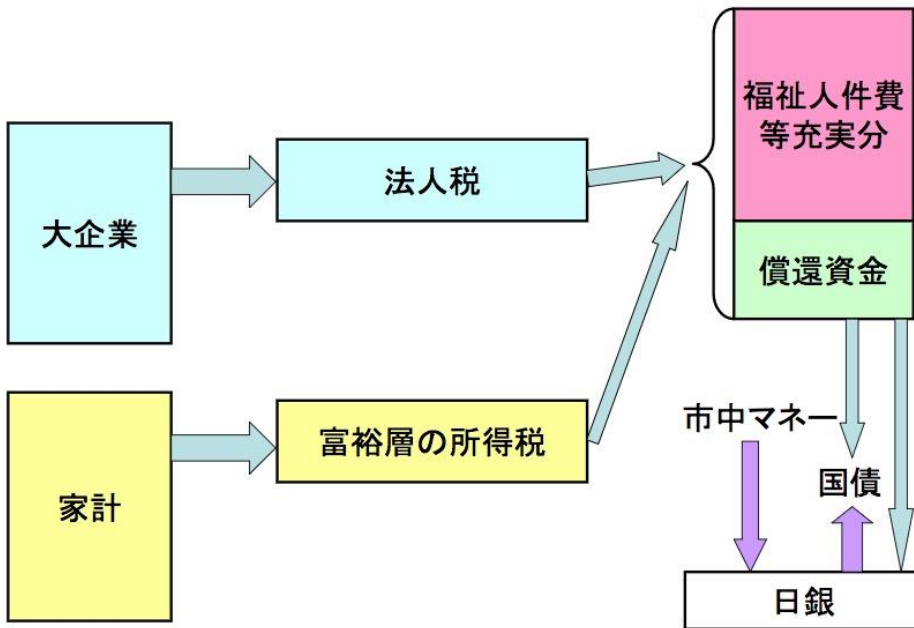 福祉人件費
等充実分
法人税
大企業
償還資金
市中マネー
富裕層の所得税
国債
家計
日銀